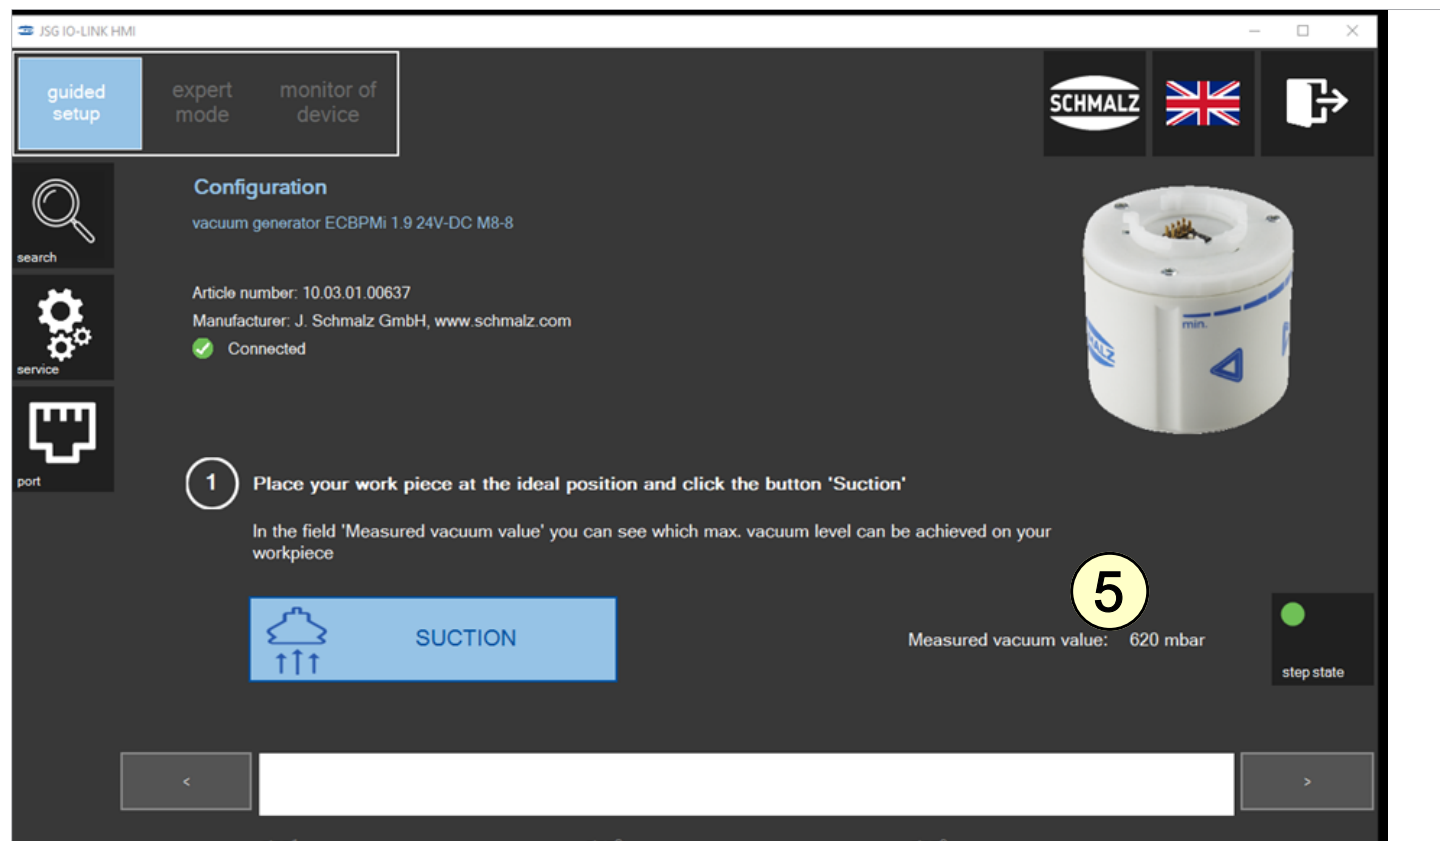 JSG IO-LINK HMI
guided
setup
expert
mode
monitor of
device
SCHMALZ
search
service
port
Configuration
vacuum generator ECBPMi 1.9 24V-DC M8-8
Article number: 10.03.01.00637
Manufacturer: J. Schmalz GmbH, www.schmalz.com
Connected
min.
1
Place your work piece at the ideal position and click the button 'Suction'
In the field 'Measured vacuum value' you can see which max. vacuum level can be achieved on your
workpiece
5
SUCTION
Measured vacuum value: 620 mbar
step state
<
>